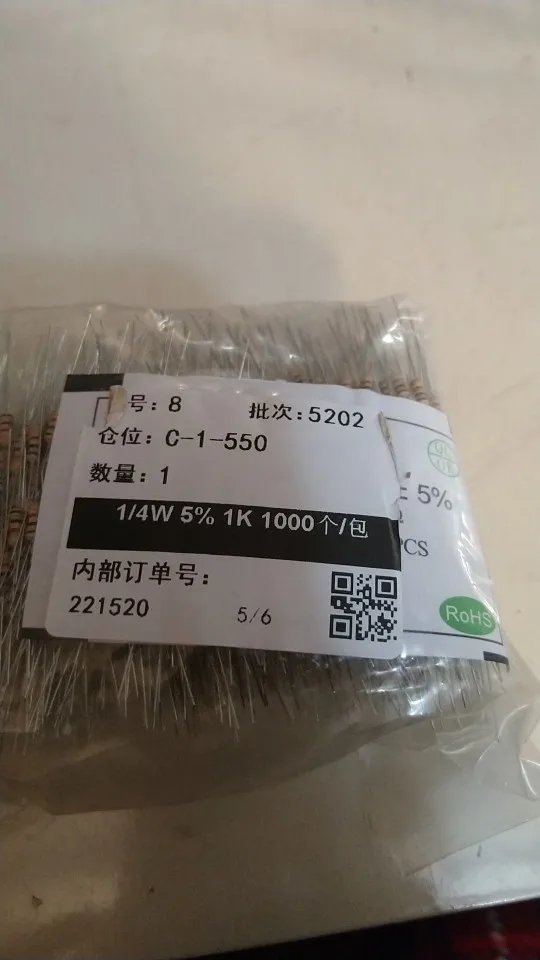 号: 8 批次:5202
仓位: C-1-550
数量: 1
1/4W 5% 1K 1000个/包
内部订单号:
221520 5/6
5%
PCS
RoHS